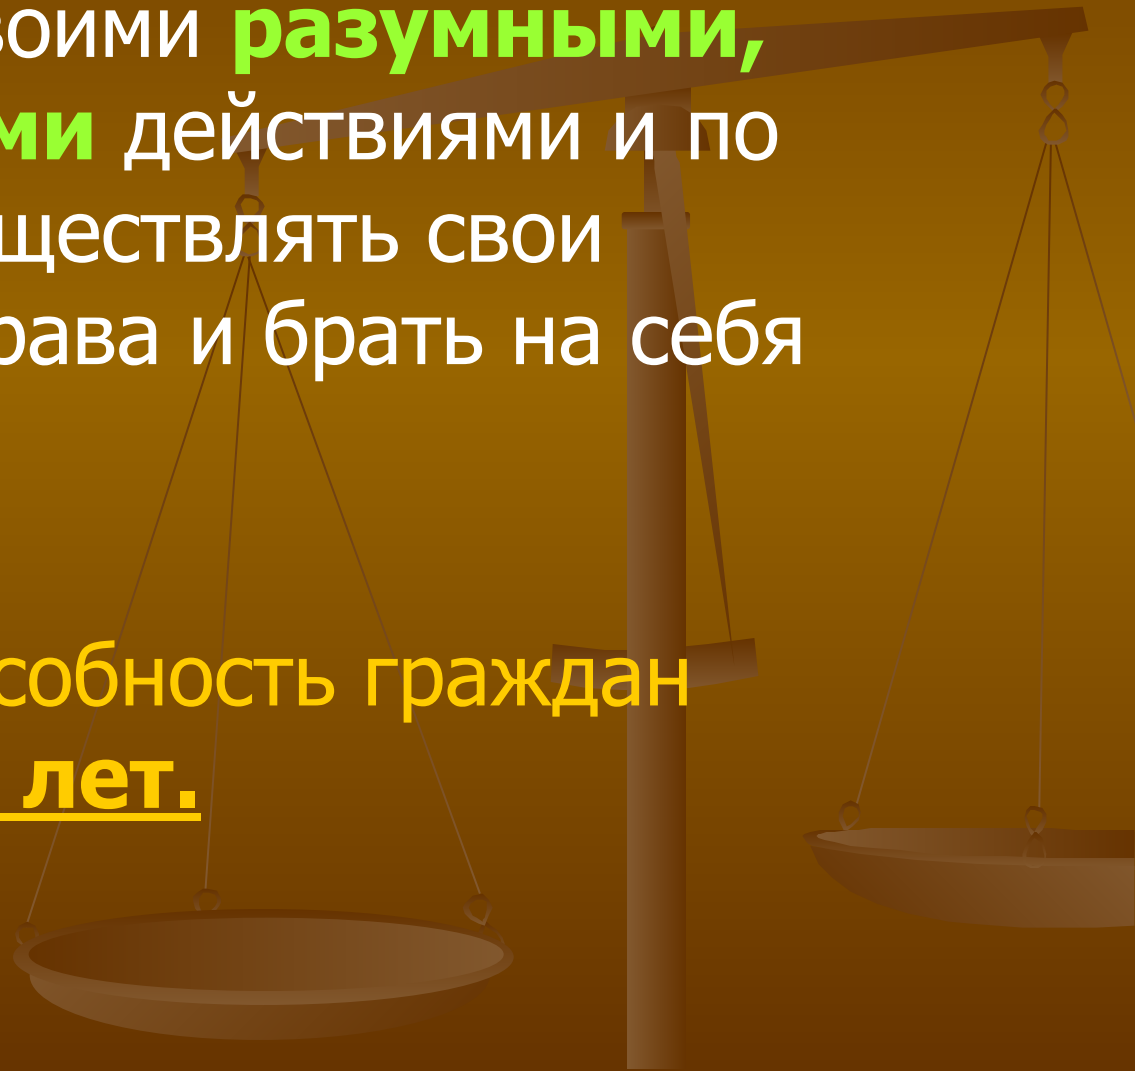 воими разумными,
ми действиями и по
ществлять свои
рава и брать на себя
собность граждан
лет.